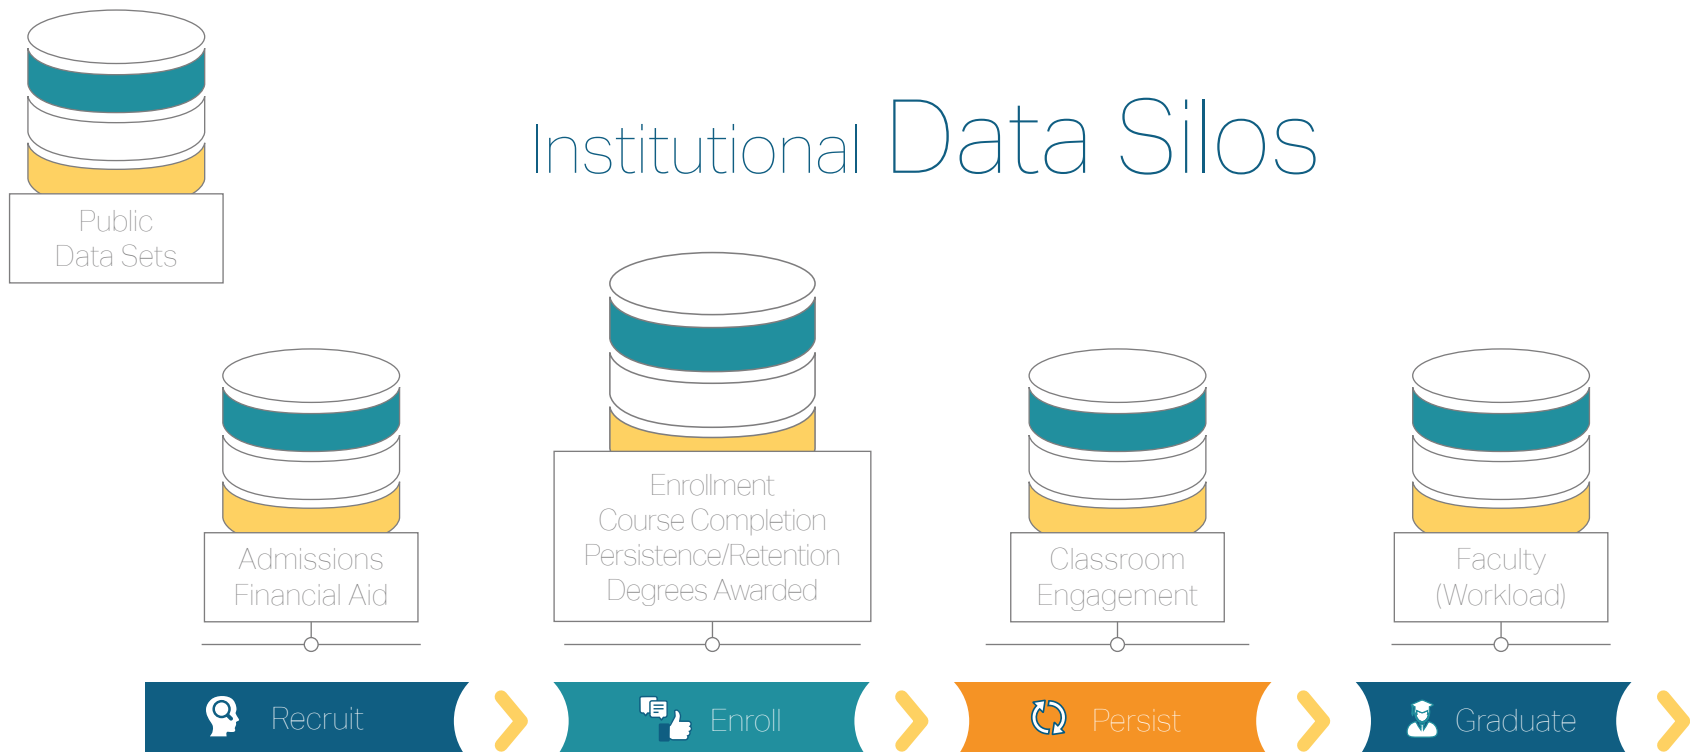 Institutional Data Silos
Public
Data Sets
Admissions
Financial Aid
Enrollment
Course Completion
Persistence/Retention
Degrees Awarded
Classroom
Engagement
Faculty
(Workload)
Recruit
Enroll
Persist
Graduate